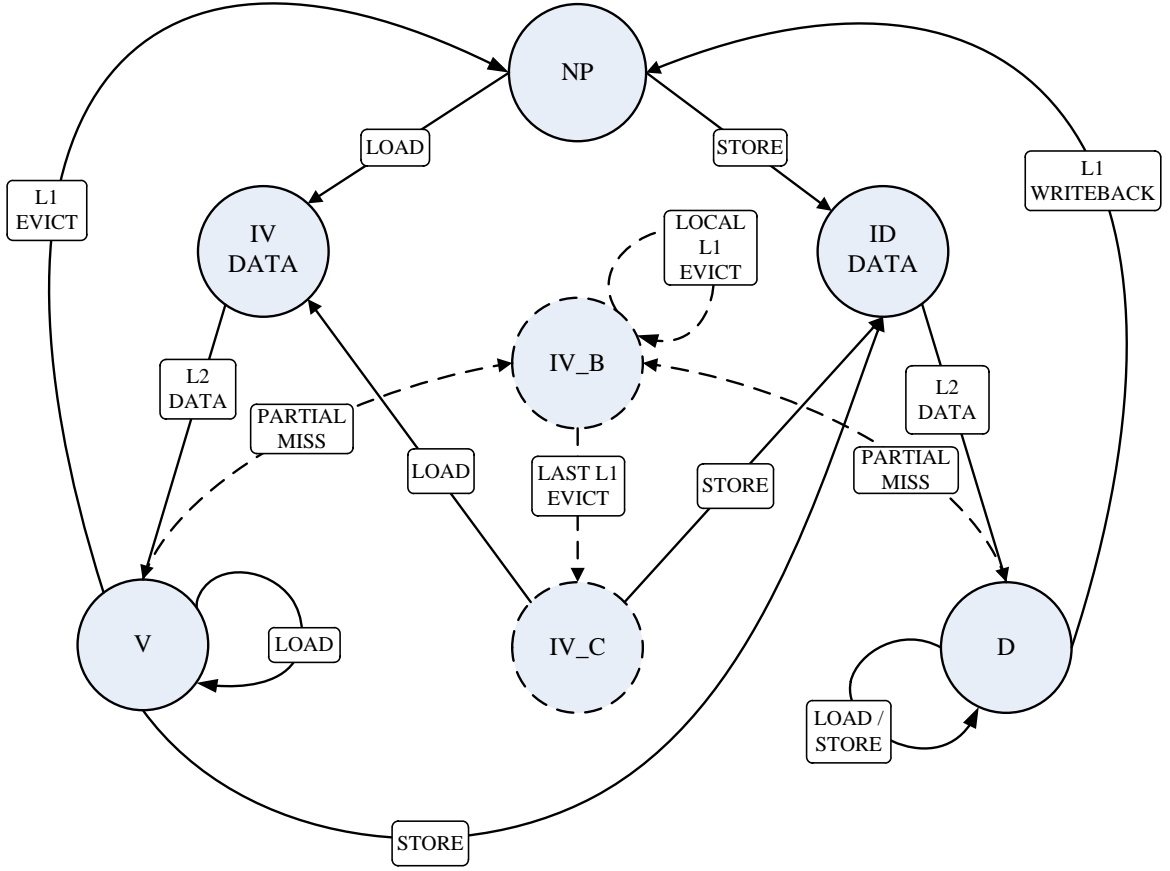 NP
LOAD
STORE
L1
EVICT
L1
WRITEBACK
IV
DATA
LOCAL
L1
EVICT
ID
DATA
IV_B
L2
DATA
L2
DATA
PARTIAL
MISS
LOAD
LAST L1
EVICT
STORE
PARTIAL
MISS
V
LOAD
IV_C
D
LOAD /
STORE
STORE